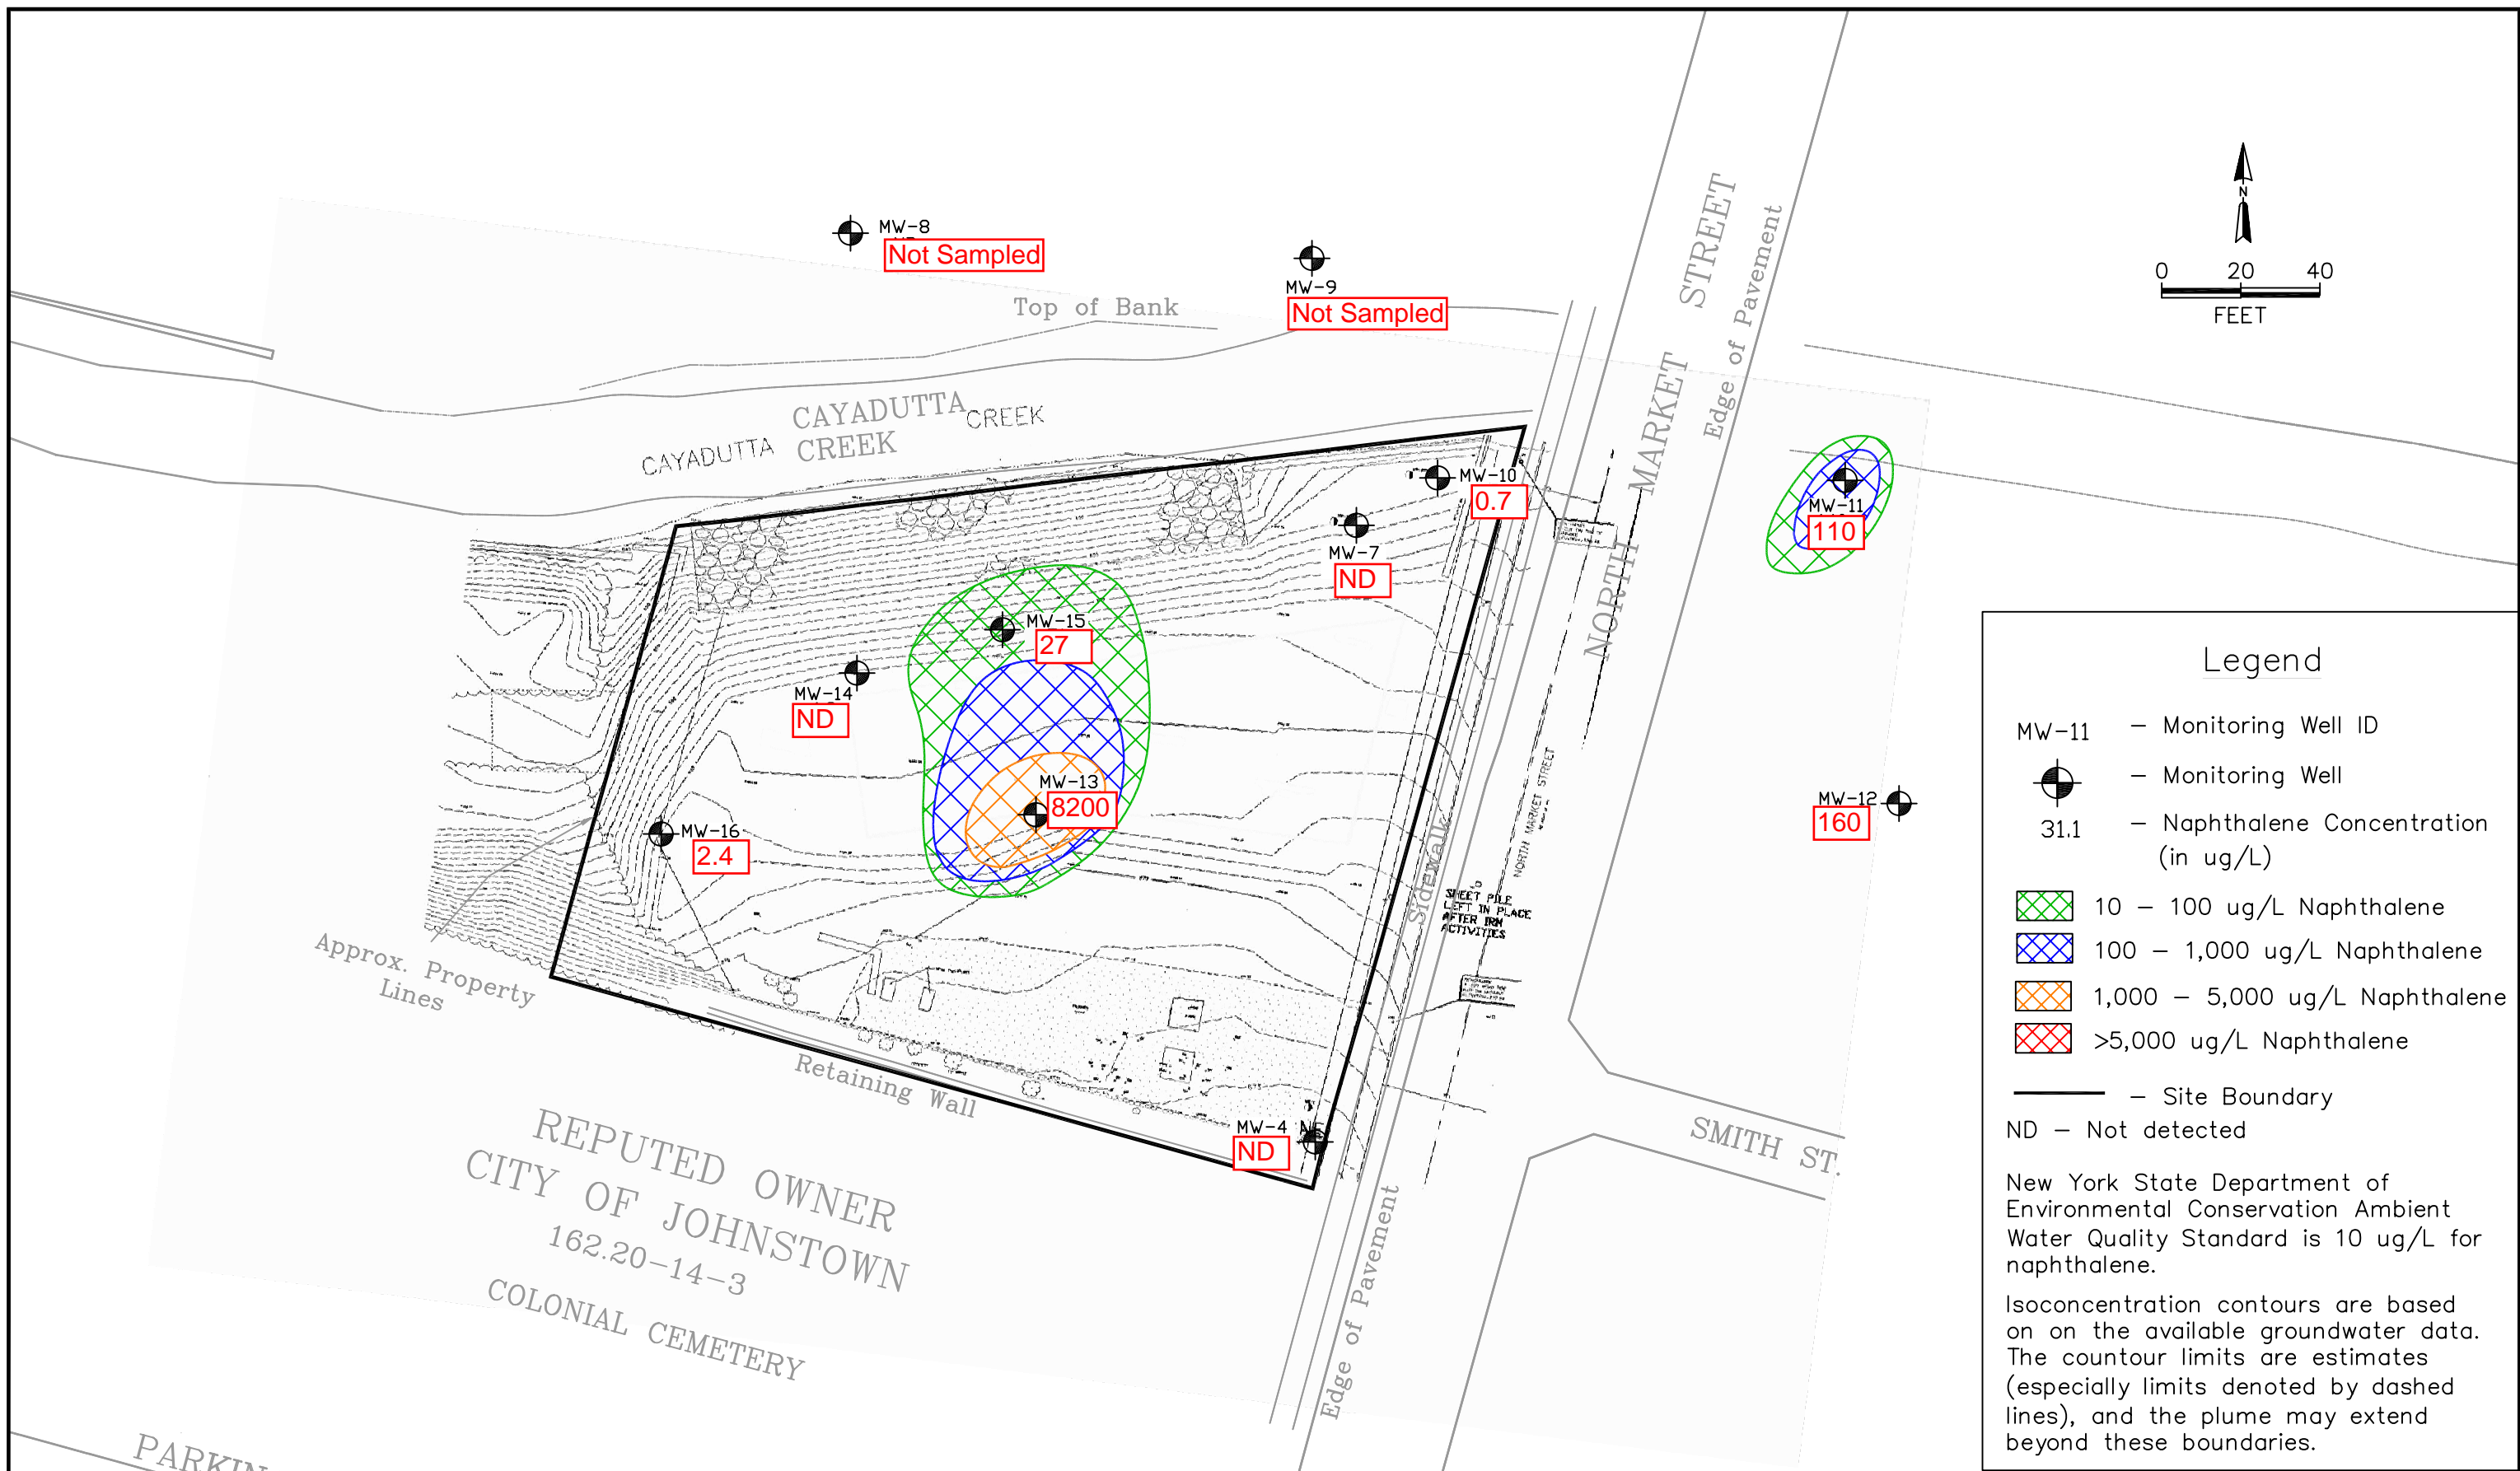 MW-8
Not Sampled
MW-9
Not Sampled
Top of Bank
NORTH MARKET STREET
Edge of Pavement
N
0 20 40
FEET
CAYADUTTA
CREEK
CAYADUTTA CREEK
MW-10
0.7
MW-7
ND
MW-11
110
MW-15
27
MW-14
ND
MW-13
8200
MW-16
2.4
MW-12
160
Sidewalk
NORTH MARKET STREET
SHEET PILE
LEFT IN PLACE
AFTER IRM
ACTIVITIES
Approx. Property
Lines
Retaining Wall
MW-4
ND
SMITH ST.
Edge of Pavement
REPUTED OWNER
CITY OF JOHNSTOWN
162.20-14-3
COLONIAL CEMETERY
PARKIN
Legend
MW-11 – Monitoring Well ID
– Monitoring Well
31.1 – Naphthalene Concentration
(in ug/L)
10 – 100 ug/L Naphthalene
100 – 1,000 ug/L Naphthalene
1,000 – 5,000 ug/L Naphthalene
>5,000 ug/L Naphthalene
– Site Boundary
ND – Not detected
New York State Department of
Environmental Conservation Ambient
Water Quality Standard is 10 ug/L for
naphthalene.
Isoconcentration contours are based
on on the available groundwater data.
The countour limits are estimates
(especially limits denoted by dashed
lines), and the plume may extend
beyond these boundaries.